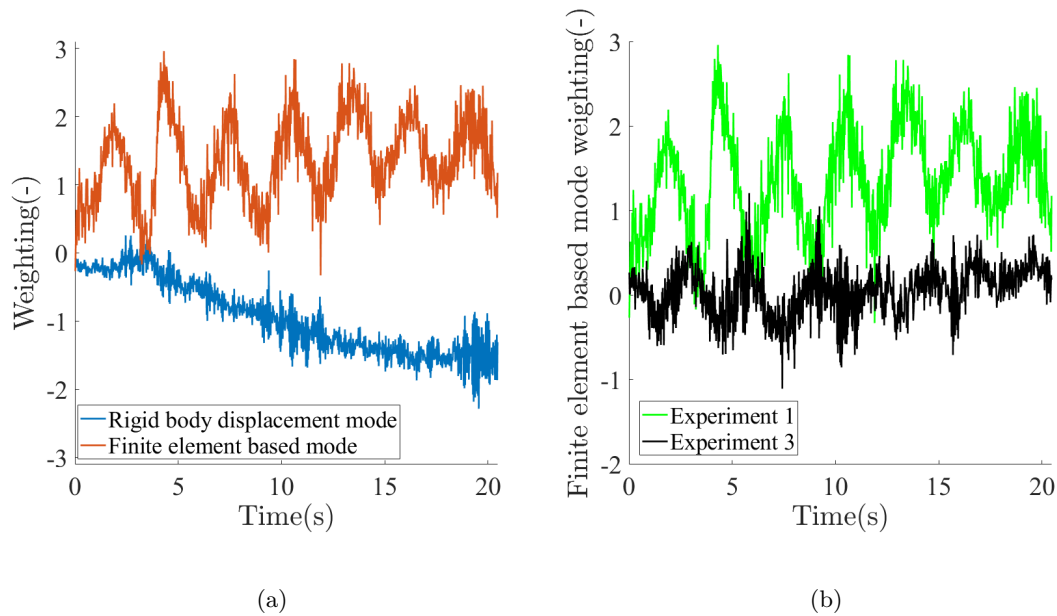 3
2
1
0
-1
-2
-3
Weighting(-)
Rigid body displacement mode
Finite element based mode
0
5
10
15
20
Time(s)
(a)
3
2
1
0
-1
-2
Finite element based mode weighting(-)
Experiment 1
Experiment 3
0
5
10
15
20
Time(s)
(b)